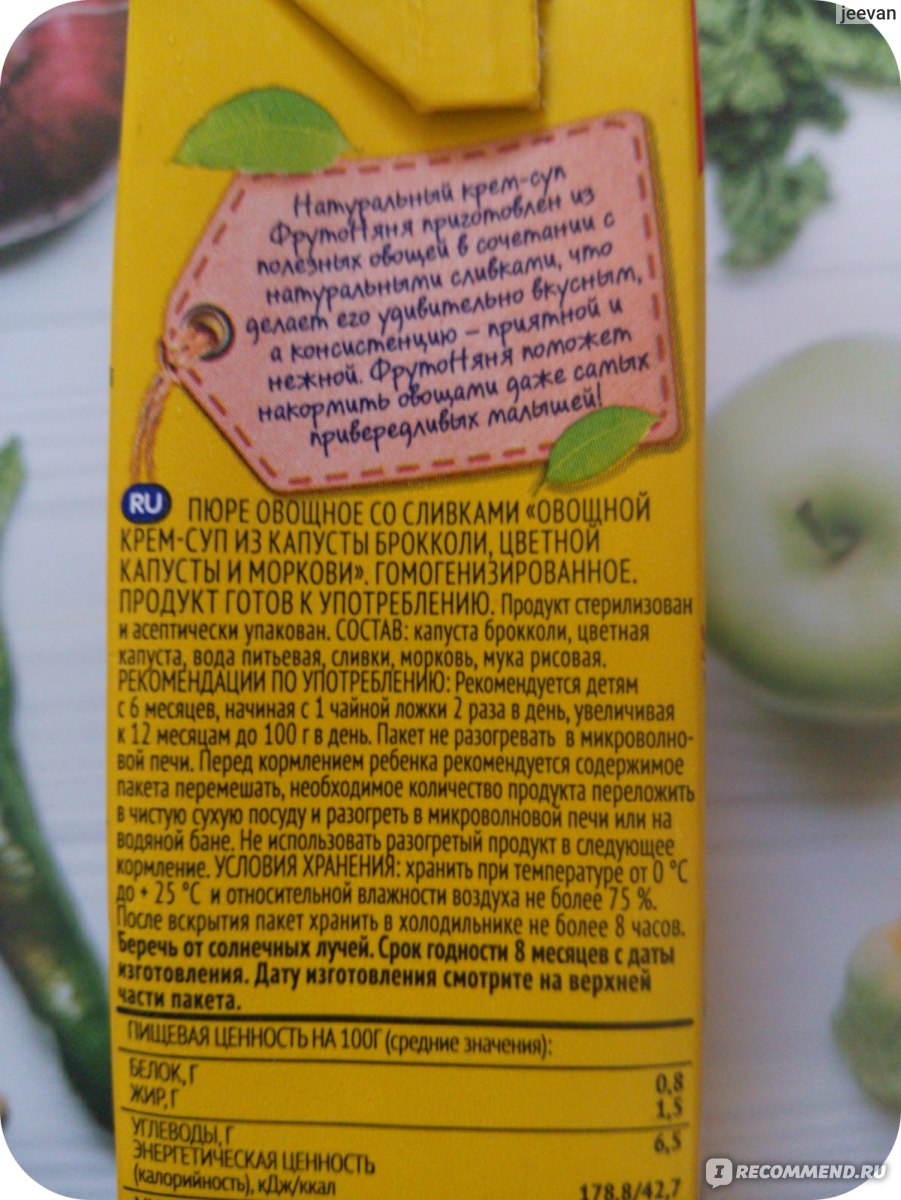 jeevan
Натуральный крем-суп
ФрутоНяня приготовлен из
полезных овощей в сочетании с
натуральными сливками, что
делает его удивительно вкусным,
а консистенцию – приятной и
нежной. ФрутоНяня поможет
накормить овощами даже самых
привередливых малышей!
RU ПЮРЕ ОВОЩНОЕ СО СЛИВКАМИ «ОВОЩНОЙ
КРЕМ-СУП ИЗ КАПУСТЫ БРОККОЛИ, ЦВЕТНОЙ
КАПУСТЫ И МОРКОВИ». ГОМОГЕНИЗИРОВАННОЕ.
ПРОДУКТ ГОТОВ К УПОТРЕБЛЕНИЮ. Продукт стерилизован
и асептически упакован. СОСТАВ: капуста брокколи, цветная
капуста, вода питьевая, сливки, морковь, мука рисовая.
РЕКОМЕНДАЦИИ ПО УПОТРЕБЛЕНИЮ: Рекомендуется детям
с 6 месяцев, начиная с 1 чайной ложки 2 раза в день, увеличивая
к 12 месяцам до 100 г в день. Пакет не разогревать в микроволно-
вой печи. Перед кормлением ребенка рекомендуется содержимое
пакета перемешать, необходимое количество продукта переложить
в чистую сухую посуду и разогреть в микроволновой печи или на
водяной бане. Не использовать разогретый продукт в следующее
кормление. УСЛОВИЯ ХРАНЕНИЯ: хранить при температуре от 0 °С
до + 25 °С и относительной влажности воздуха не более 75 %.
После вскрытия пакет хранить в холодильнике не более 8 часов.
Беречь от солнечных лучей. Срок годности 8 месяцев с даты
изготовления. Дату изготовления смотрите на верхней
части пакета.
ПИЩЕВАЯ ЦЕННОСТЬ НА 100Г (средние значения):
БЕЛОК, Г 0,8
ЖИР, Г 1,5
УГЛЕВОДЫ, Г 6,5
ЭНЕРГЕТИЧЕСКАЯ ЦЕННОСТЬ
(калорийность), кДж/ккал 178,8/42,7
I RECOMMEND.RU